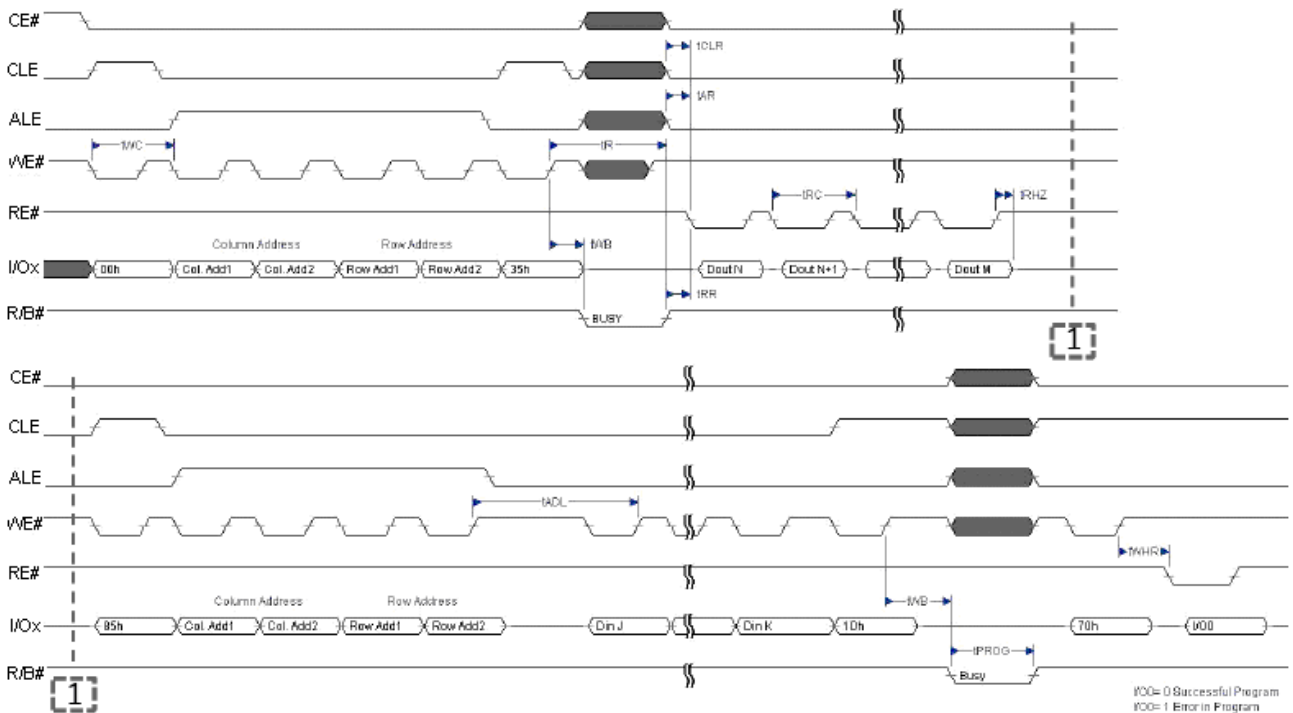 CE#
tCLR
CLE
tAR
ALE
tWC tR
WE#
tRC tRHZ
RE#
Column Address Row Address tWB
I/Ox 00h Col. Add1 Col. Add2 Row Add1 Row Add2 35h Dout N Dout N+1 Dout M
tRR
R/B# BUSY
1
CE#
CLE
ALE
tADL
WE#
tWHR
RE#
Column Address Row Address tWB
I/Ox 85h Col. Add1 Col. Add2 Row Add1 Row Add2 Din J Din K 10h 70h I/O0
tPROG
R/B# Busy
1
I/O0= 0 Successful Program
I/O0= 1 Error in Program